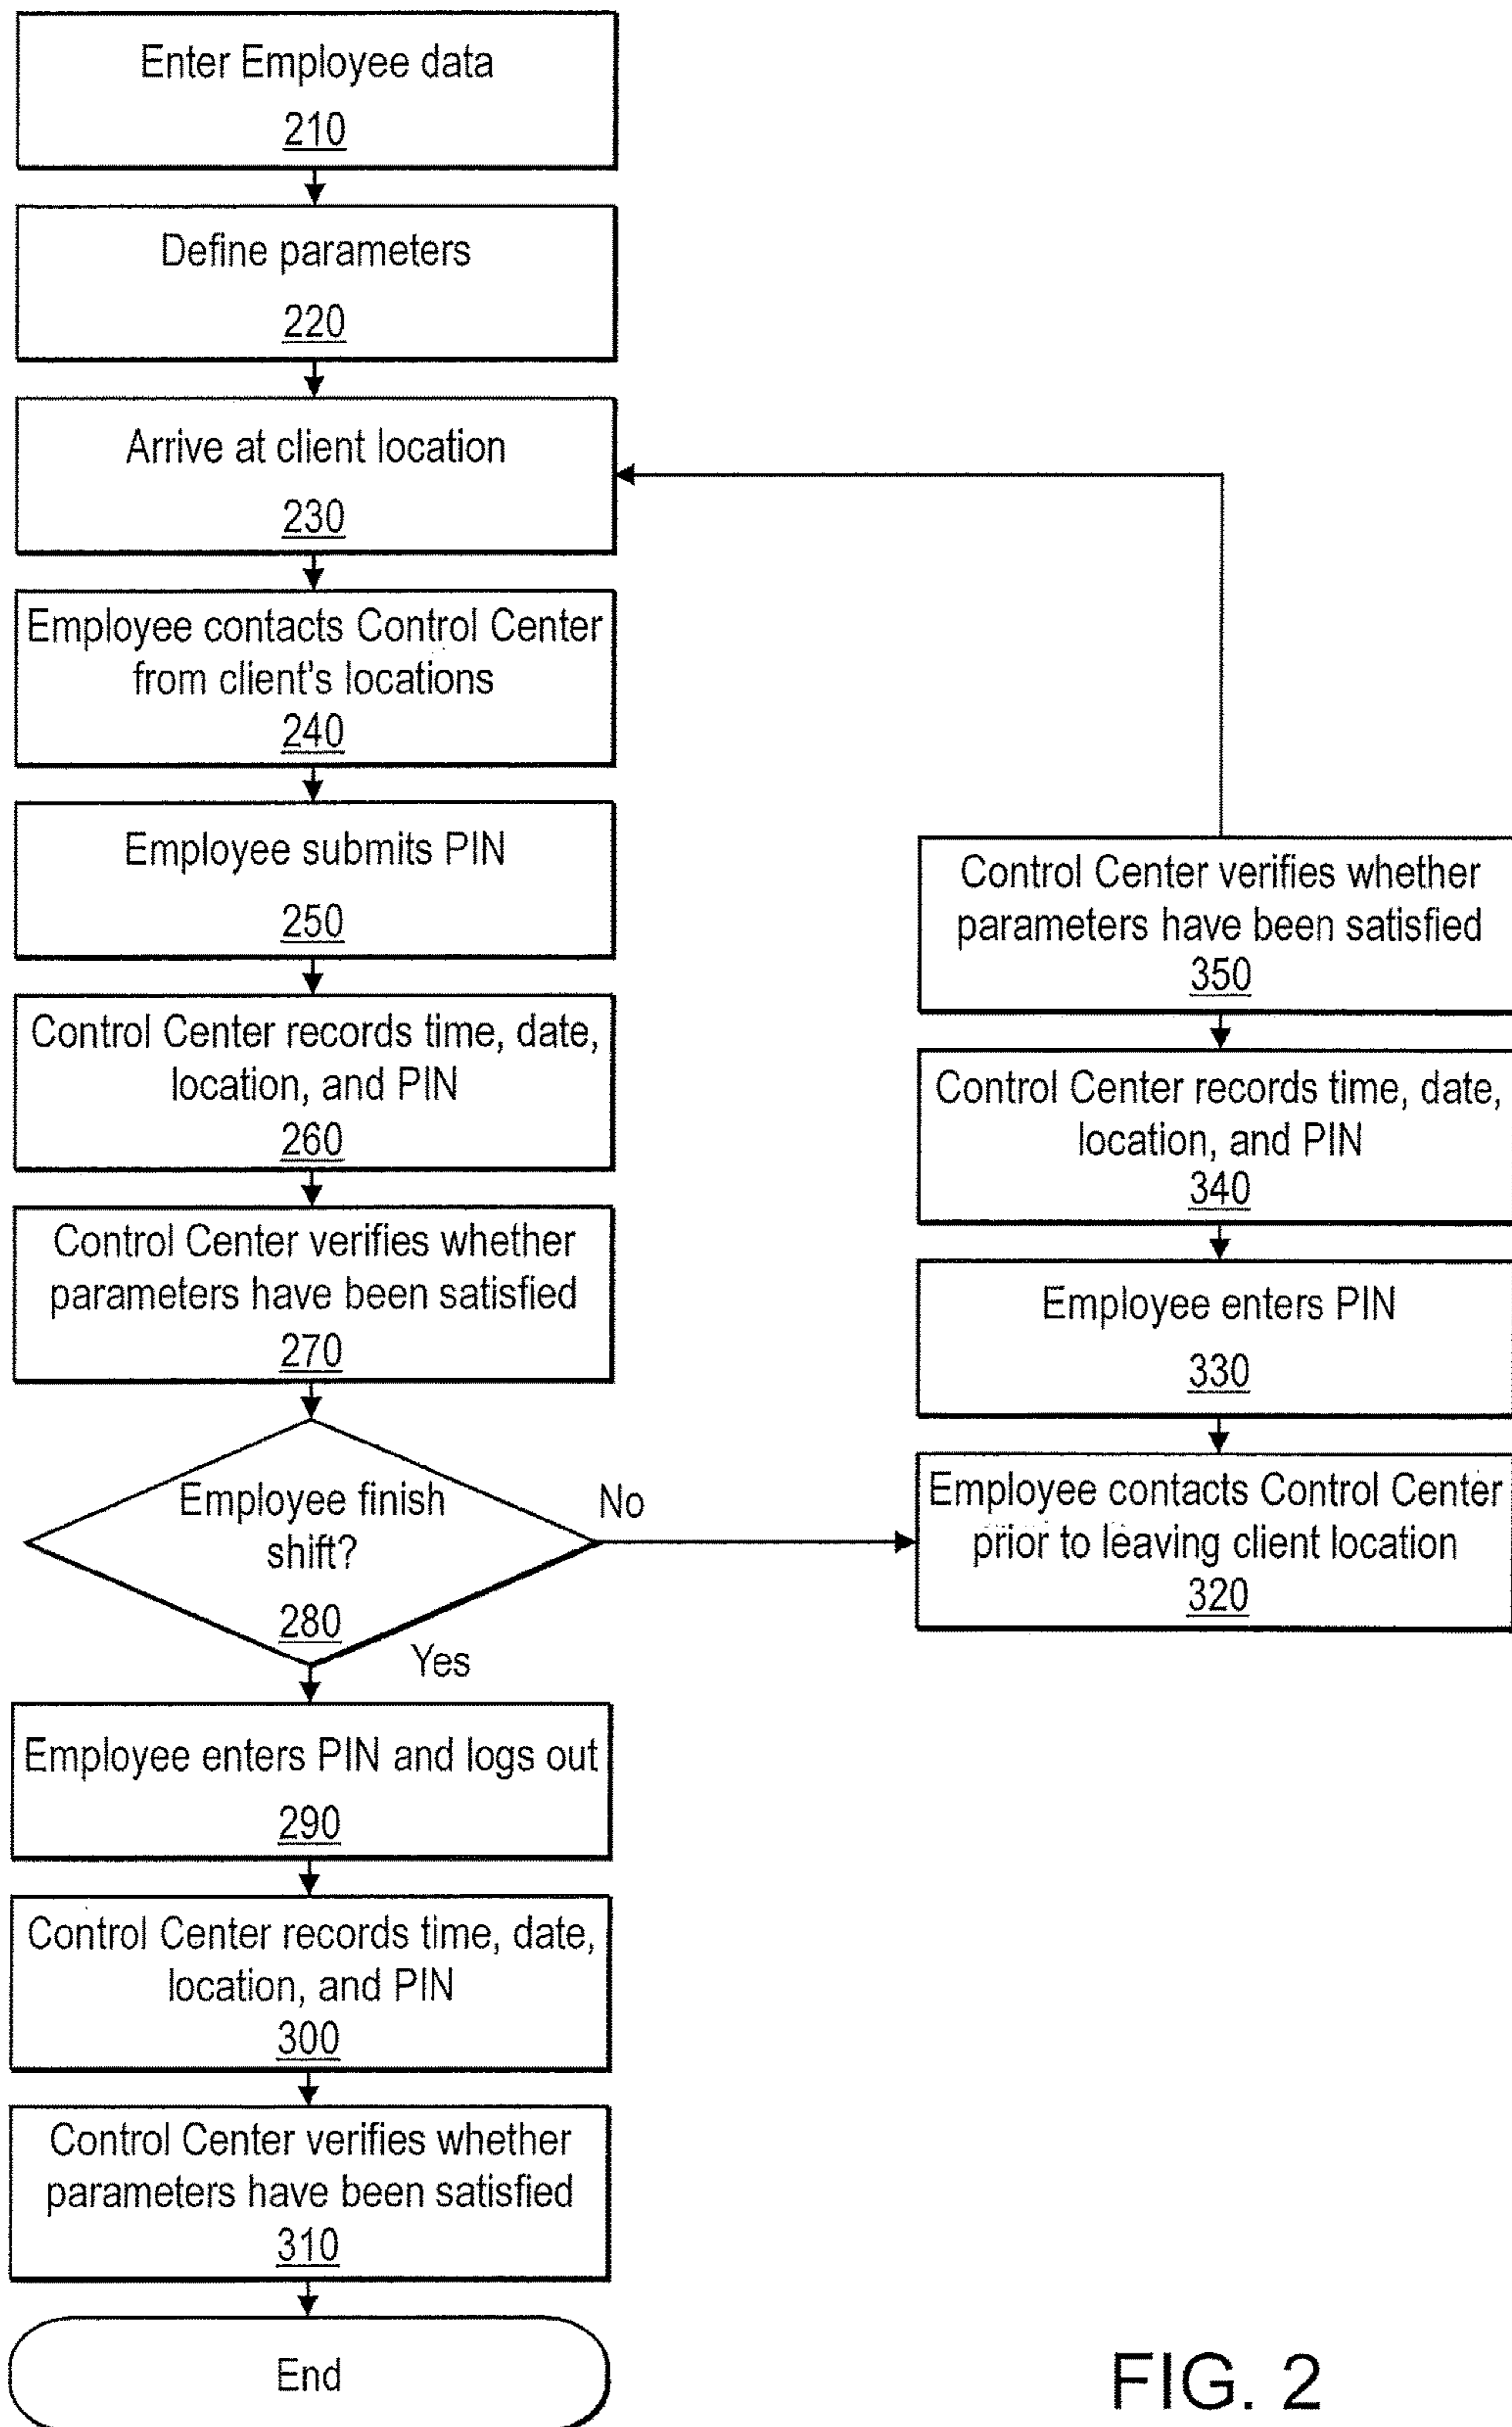 Enter Employee data
210
Define parameters
220
Arrive at client location
230
Employee contacts Control Center
from client's locations
240
Employee submits PIN
250
Control Center records time, date,
location, and PIN
260
Control Center verifies whether
parameters have been satisfied
270
Employee finish
shift?
280
No
Yes
Employee enters PIN and logs out
290
Control Center records time, date,
location, and PIN
300
Control Center verifies whether
parameters have been satisfied
310
End
Control Center verifies whether
parameters have been satisfied
350
Control Center records time, date,
location, and PIN
340
Employee enters PIN
330
Employee contacts Control Center
prior to leaving client location
320
FIG. 2